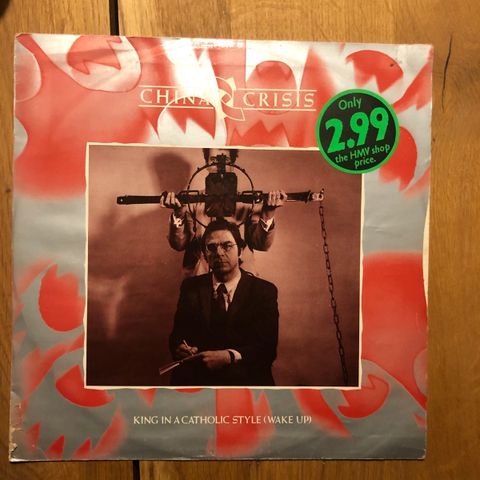 CHINA CRISIS
Only
2.99
the HMV shop
price.
KING IN A CATHOLIC STYLE (WAKE UP)